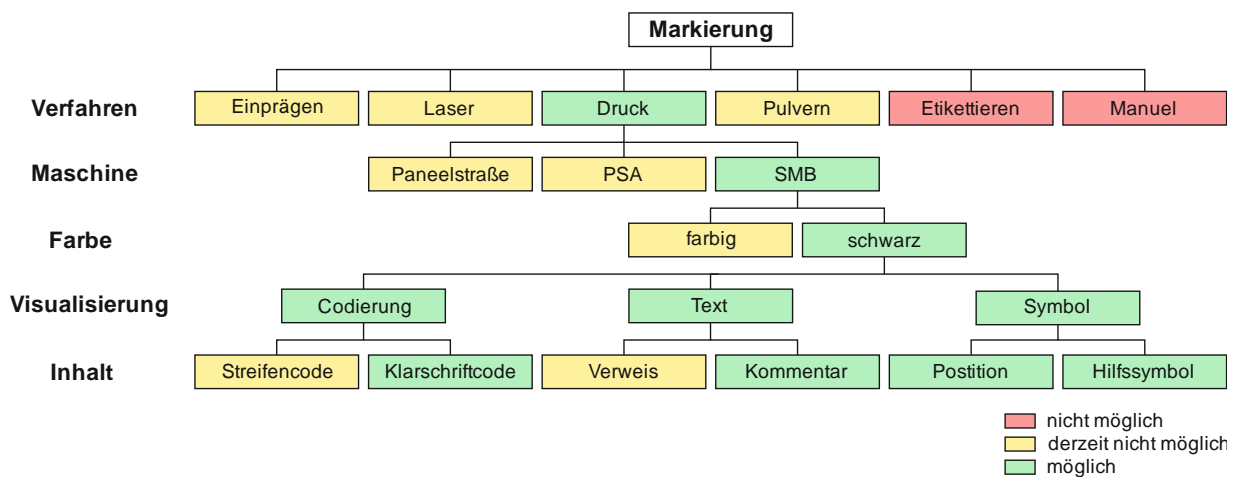 Markierung
Verfahren Einprägen Laser Druck Pulvern Etikettieren Manuel
Maschine Paneelstraße PSA SMB
Farbe farbig schwarz
Visualisierung Codierung Text Symbol
Inhalt Streifencode Klarschriftcode Verweis Kommentar Postition Hilfssymbol
nicht möglich
derzeit nicht möglich
möglich